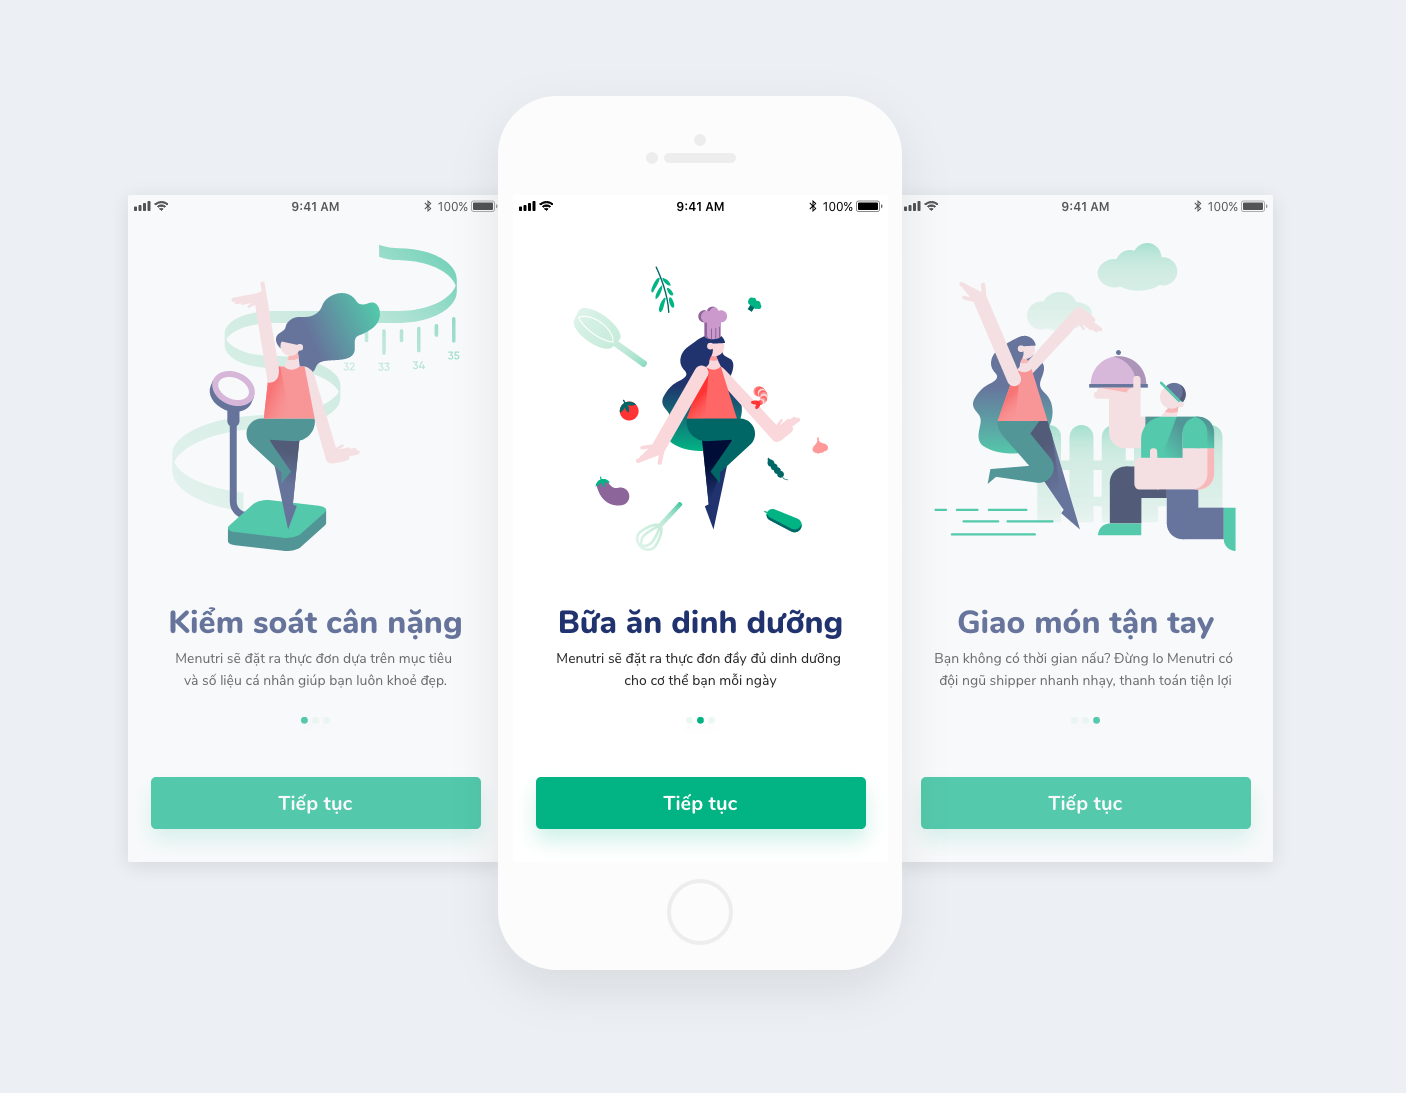 9:41 AM
100%
32
33
34
35
Kiểm soát cân nặng
Menutri sẽ đặt ra thực đơn dựa trên mục tiêu
và số liệu cá nhân giúp bạn luôn khoẻ đẹp.
Tiếp tục
9:41 AM
100%
Bữa ăn dinh dưỡng
Menutri sẽ đặt ra thực đơn đầy đủ dinh dưỡng
cho cơ thể bạn mỗi ngày
Tiếp tục
9:41 AM
100%
Giao món tận tay
Bạn không có thời gian nấu? Đừng lo Menutri có
đội ngũ shipper nhanh nhạy, thanh toán tiện lợi
Tiếp tục